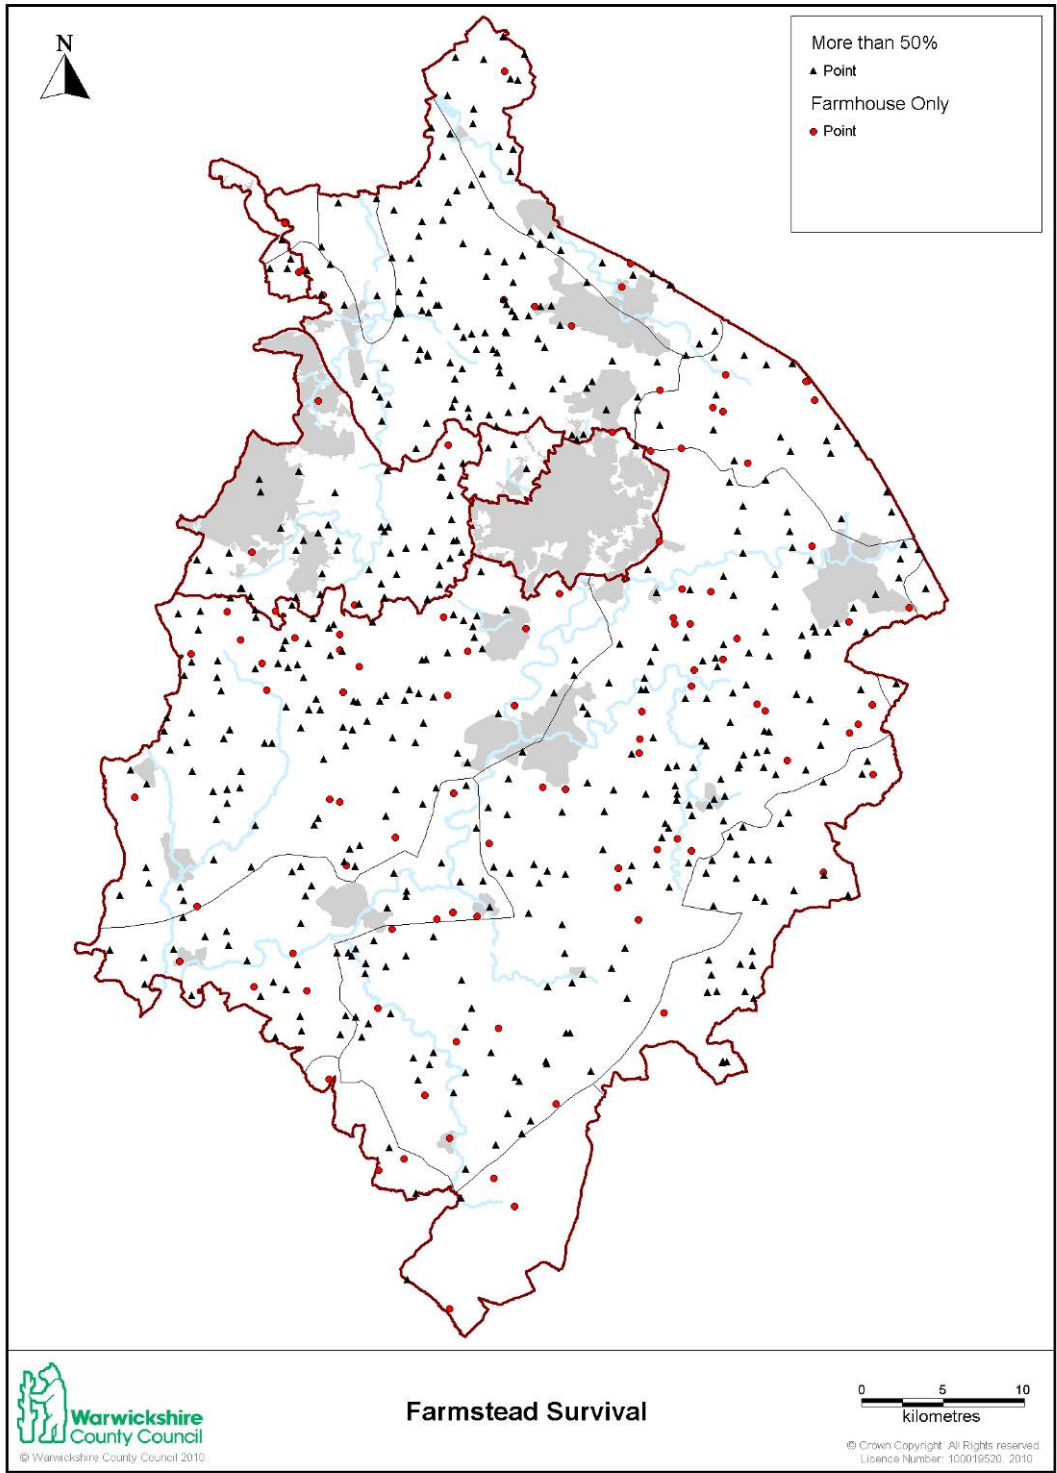 N
More than 50%
Point
Farmhouse Only
Point
Warwickshire
County Council
© Warwickshire County Council 2010
Farmstead Survival
0 5 10
kilometres
© Crown Copyright. All Rights reserved
Licence Number: 100019520. 2010